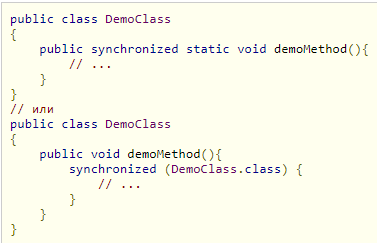 public class DemoClass
{
    public synchronized static void demoMethod(){
        // ...
    }
}
// или
public class DemoClass
{
    public void demoMethod(){
        synchronized (DemoClass.class) {
            // ...
        }
    }
}